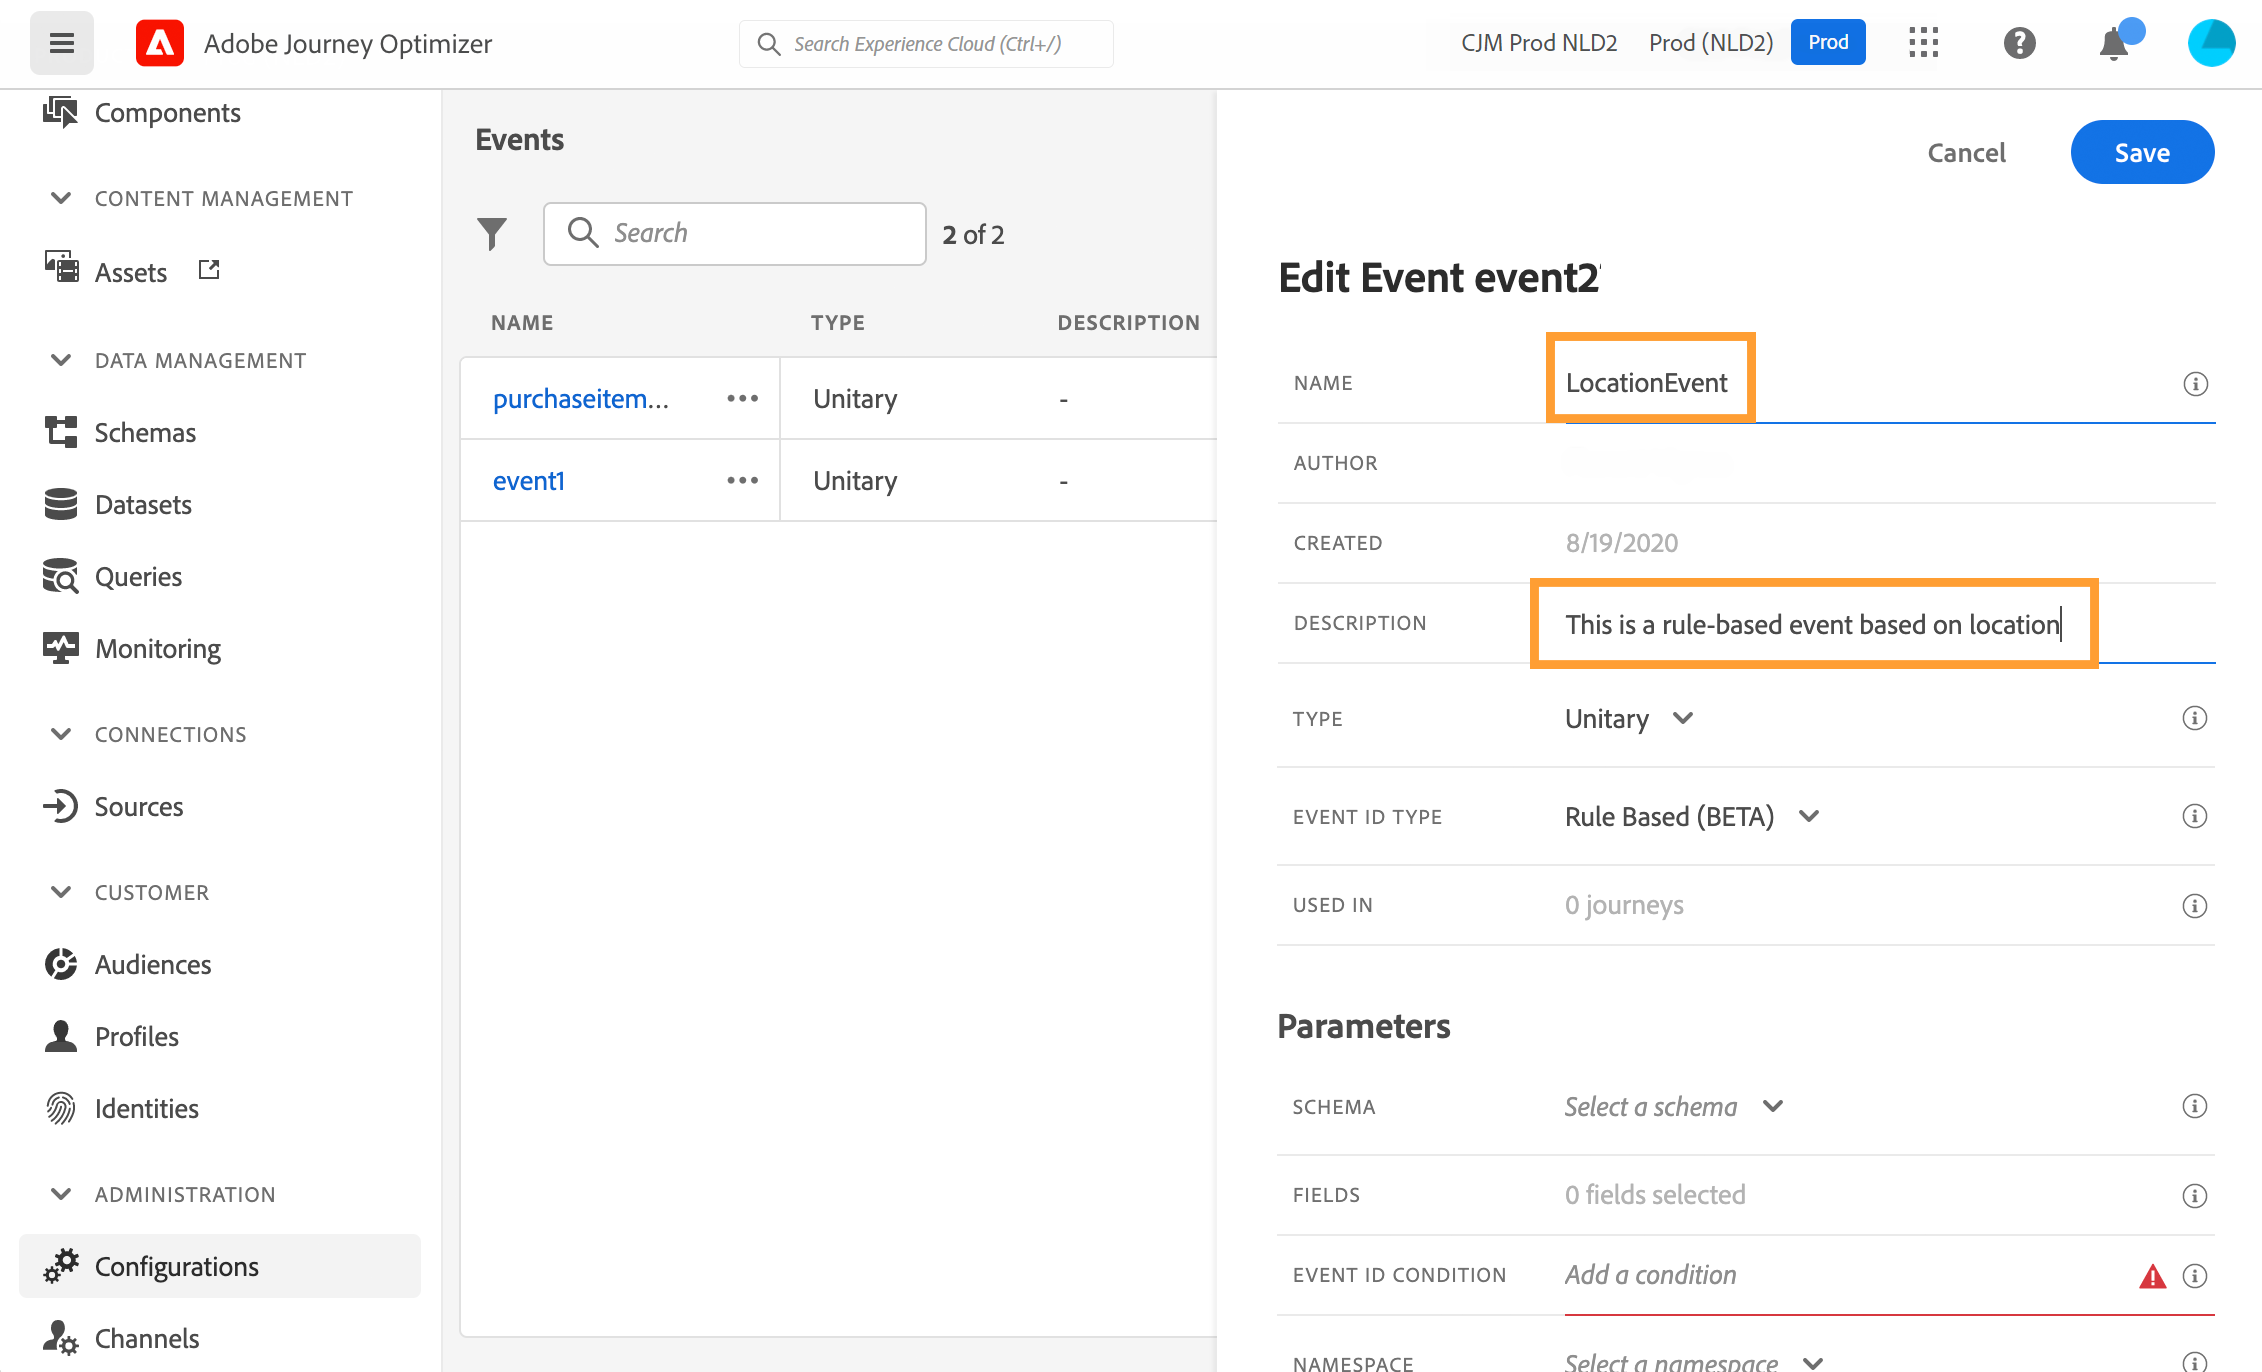 Adobe Journey Optimizer
Search Experience Cloud (Ctrl+/)
CJM Prod NLD2
Prod (NLD2)
Prod
Components
CONTENT MANAGEMENT
Assets
DATA MANAGEMENT
Schemas
Datasets
Queries
Monitoring
CONNECTIONS
Sources
CUSTOMER
Audiences
Profiles
Identities
ADMINISTRATION
Configurations
Channels
Events
Search
2 of 2
NAME TYPE DESCRIPTION
purchaseitem... ••• Unitary -
event1 ••• Unitary -
Cancel
Save
Edit Event event2
NAME LocationEvent
AUTHOR
CREATED 8/19/2020
DESCRIPTION This is a rule-based event based on location
TYPE Unitary
EVENT ID TYPE Rule Based (BETA)
USED IN 0 journeys
Parameters
SCHEMA Select a schema
FIELDS 0 fields selected
EVENT ID CONDITION Add a condition
NAMESPACE Select a namespace